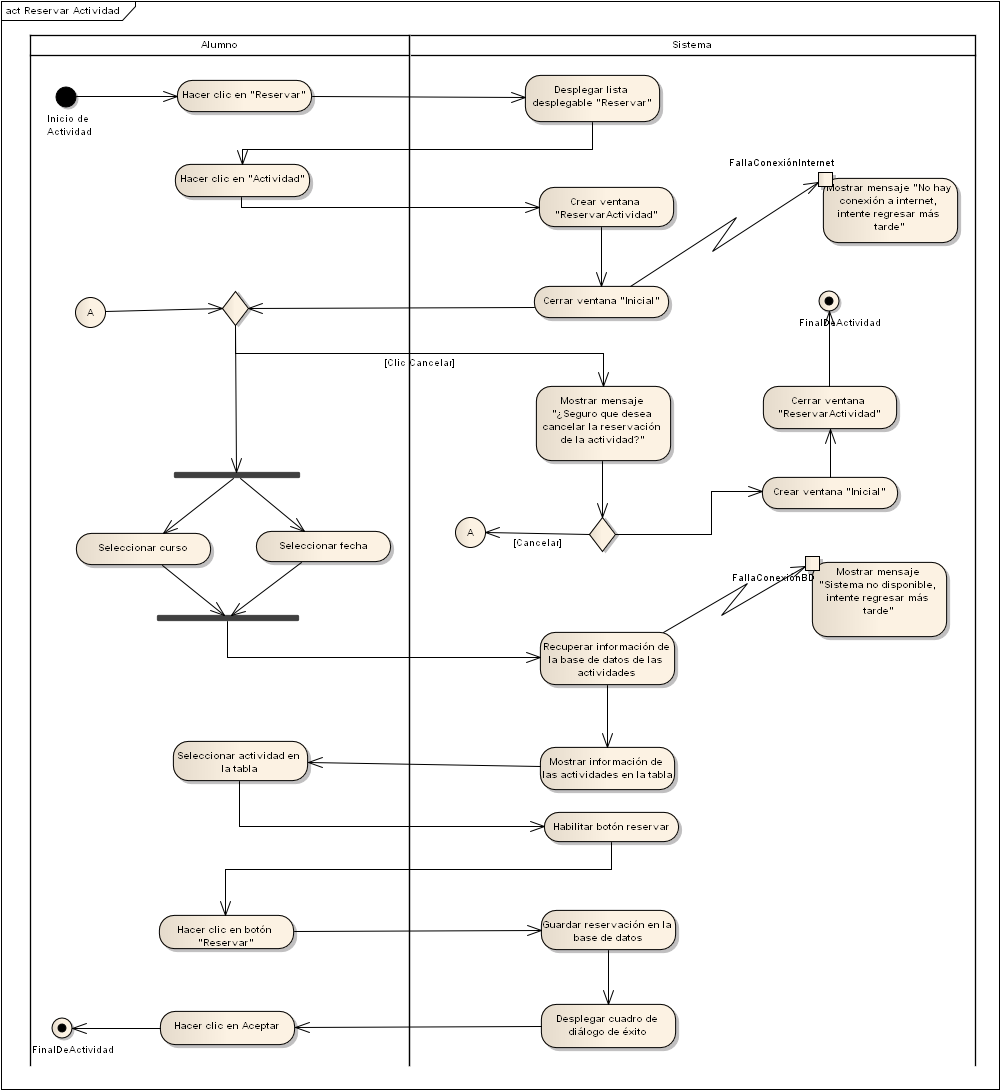 act Reservar Actividad
Alumno
Sistema
Inicio de
Actividad
Hacer clic en "Reservar"
Desplegar lista
desplegable "Reservar"
Hacer clic en "Actividad"
Crear ventana
"ReservarActividad"
FallaConexiónInternet
Mostrar mensaje "No hay
conexión a internet,
intente regresar más
tarde"
A
Cerrar ventana "Inicial"
FinalDeActividad
[Clic Cancelar]
Mostrar mensaje
"¿Seguro que desea
cancelar la reservación
de la actividad?"
Cerrar ventana
"ReservarActividad"
Crear ventana "Inicial"
A
[Cancelar]
Seleccionar curso
Seleccionar fecha
FallaConexionBD
Mostrar mensaje
"Sistema no disponible,
intente regresar más
tarde"
Recuperar información de
la base de datos de las
actividades
Seleccionar actividad en
la tabla
Mostrar información de
las actividades en la tabla
Habilitar botón reservar
Hacer clic en botón
"Reservar"
Guardar reservación en la
base de datos
Hacer clic en Aceptar
Desplegar cuadro de
diálogo de éxito
FinalDeActividad